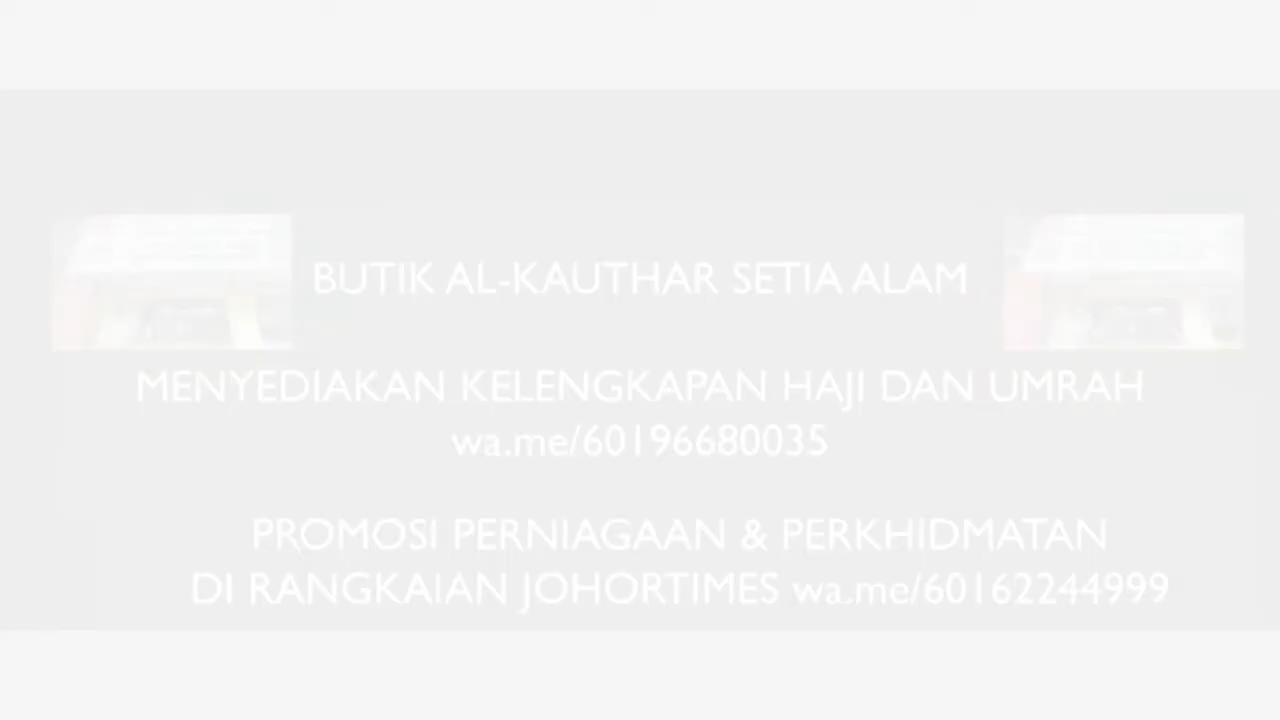 BUTIK AL-KAUTHAR SETIA ALAM
MENYEDIAKAN KELENGKAPAN HAJI DAN UMRAH
wa.me/60196680035
PROMOSI PERNIAGAAN & PERKHIDMATAN
DI RANGKAIAN JOHORTIMES wa.me/60162244999